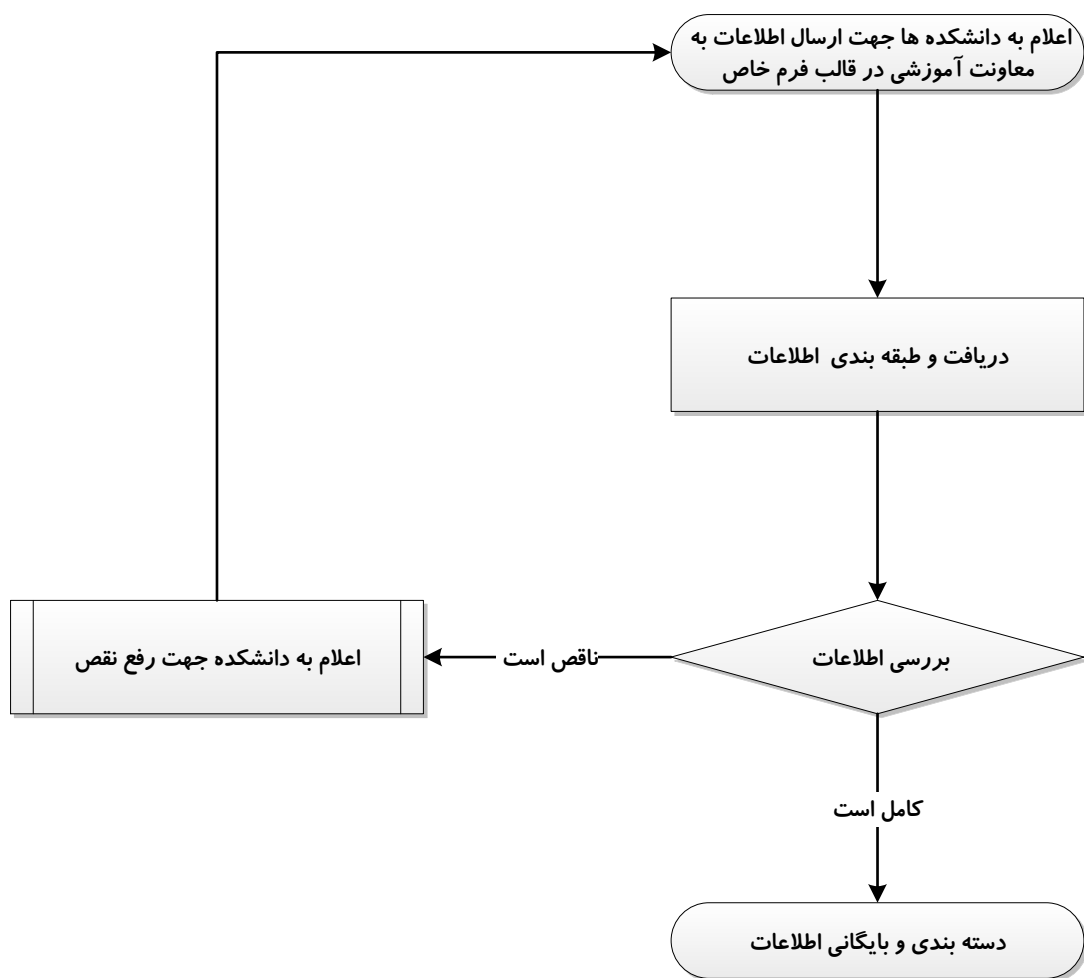 اعلام به دانشکده ها جهت ارسال اطلاعات به
معاونت آموزشی در قالب فرم خاص
دریافت و طبقه بندی اطلاعات
بررسی اطلاعات
ناقص است
اعلام به دانشکده جهت رفع نقص
کامل است
دسته بندی و بایگانی اطلاعات